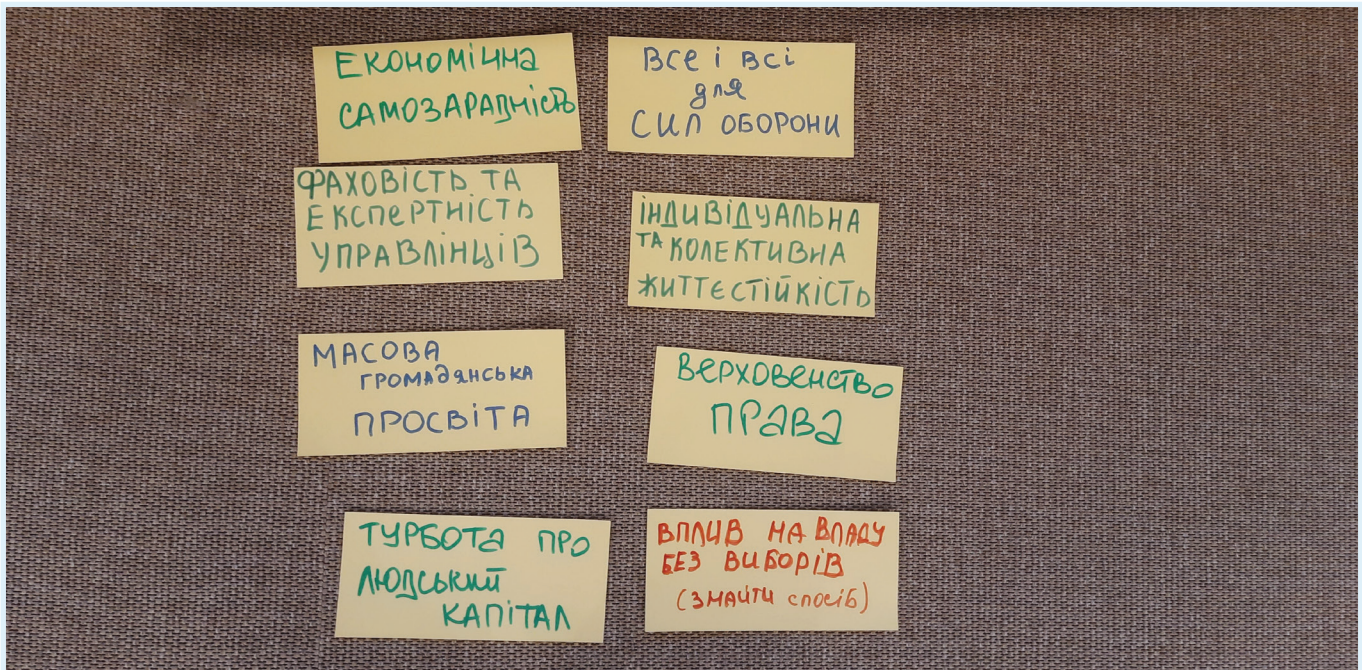 Економічна
самозарадність
Все і всі
для
сил оборони
Фаховість та
експертність
управлінців
Індивідуальна
та колективна
життєстійкість
Масова
громадянська
просвіта
Верховенство
права
Турбота про
людський
капітал
Вплив на владу
без виборів
(знайти спосіб)